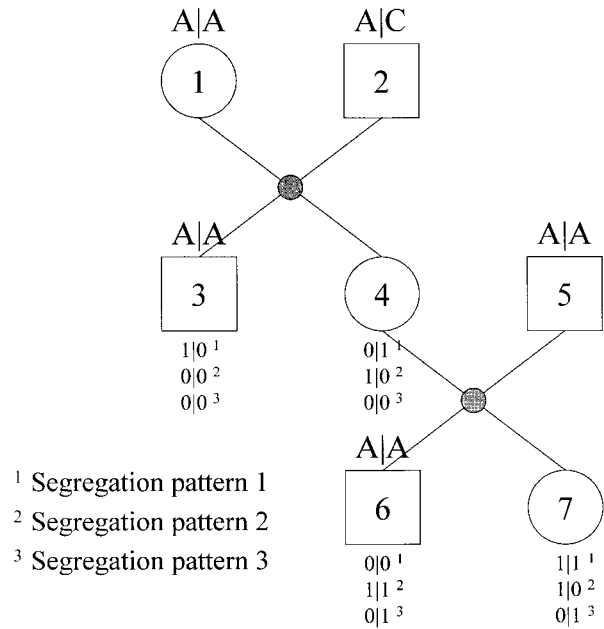 A|A A|C
1 2
A|A A|A
3 4 5
1|0 ¹ 0|1 ¹
0|0 ² 1|0 ²
0|0 ³ 0|0 ³
A|A
6 7
0|0 ¹ 1|1 ¹
1|1 ² 1|0 ²
0|1 ³ 0|1 ³
¹ Segregation pattern 1
² Segregation pattern 2
³ Segregation pattern 3